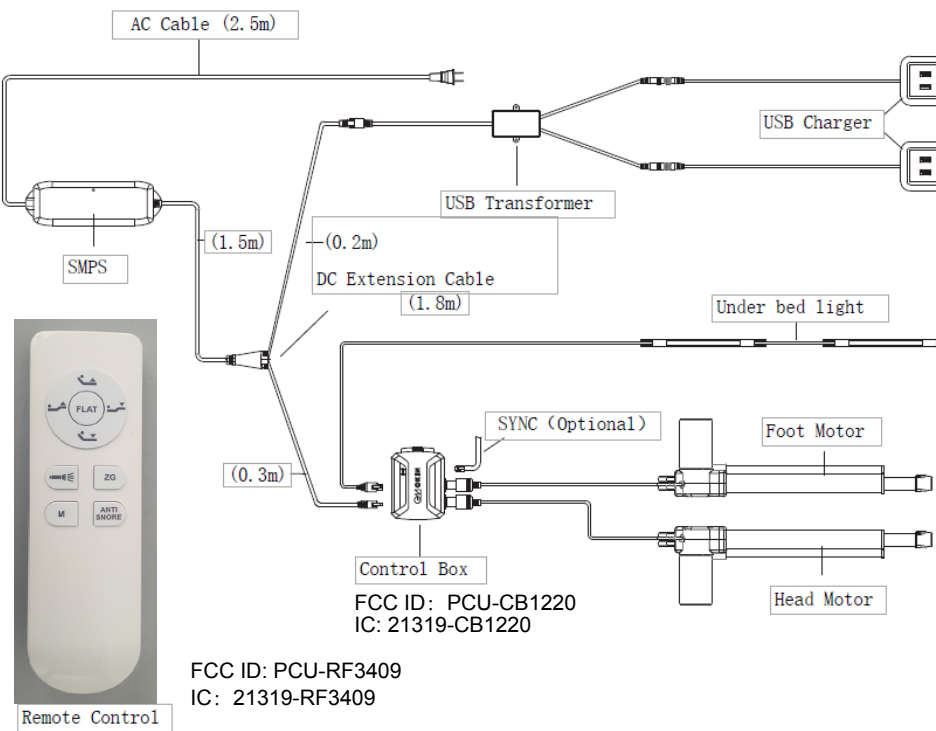 AC Cable (2.5m)
USB Charger
USB Transformer
SMPS
(1.5m)
(0.2m)
DC Extension Cable
(1.8m)
Under bed light
SYNC（Optional）
Foot Motor
(0.3m)
OKEN
Control Box
Head Motor
FCC ID： PCU-CB1220
IC: 21319-CB1220
FLAT
ZG
M
ANTI
SNORE
FCC ID: PCU-RF3409
IC： 21319-RF3409
Remote Control